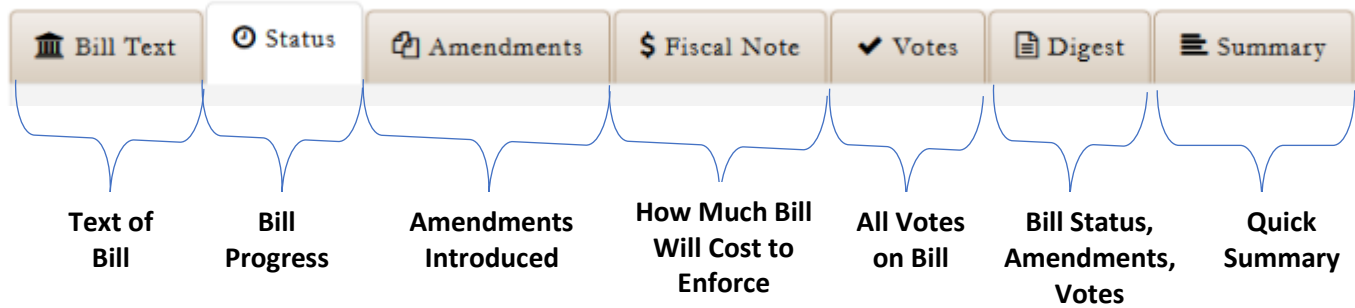 Bill Text
Status
Amendments
$ Fiscal Note
Votes
Digest
Summary
Text of
Bill
Bill
Progress
Amendments
Introduced
How Much Bill
Will Cost to
Enforce
All Votes
on Bill
Bill Status,
Amendments,
Votes
Quick
Summary